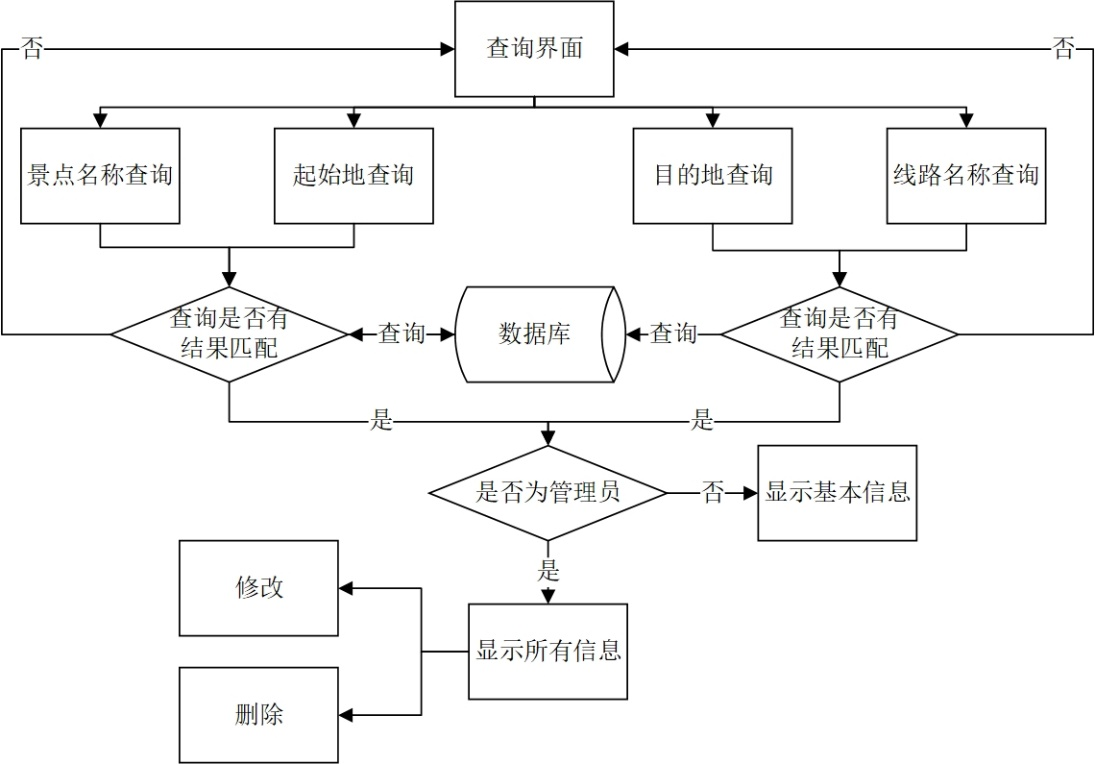 查询界面
否
否
景点名称查询
起始地查询
目的地查询
线路名称查询
查询是否有
结果匹配
查询
数据库
查询
查询是否有
结果匹配
是
是
是否为管理员
否
显示基本信息
是
修改
显示所有信息
删除